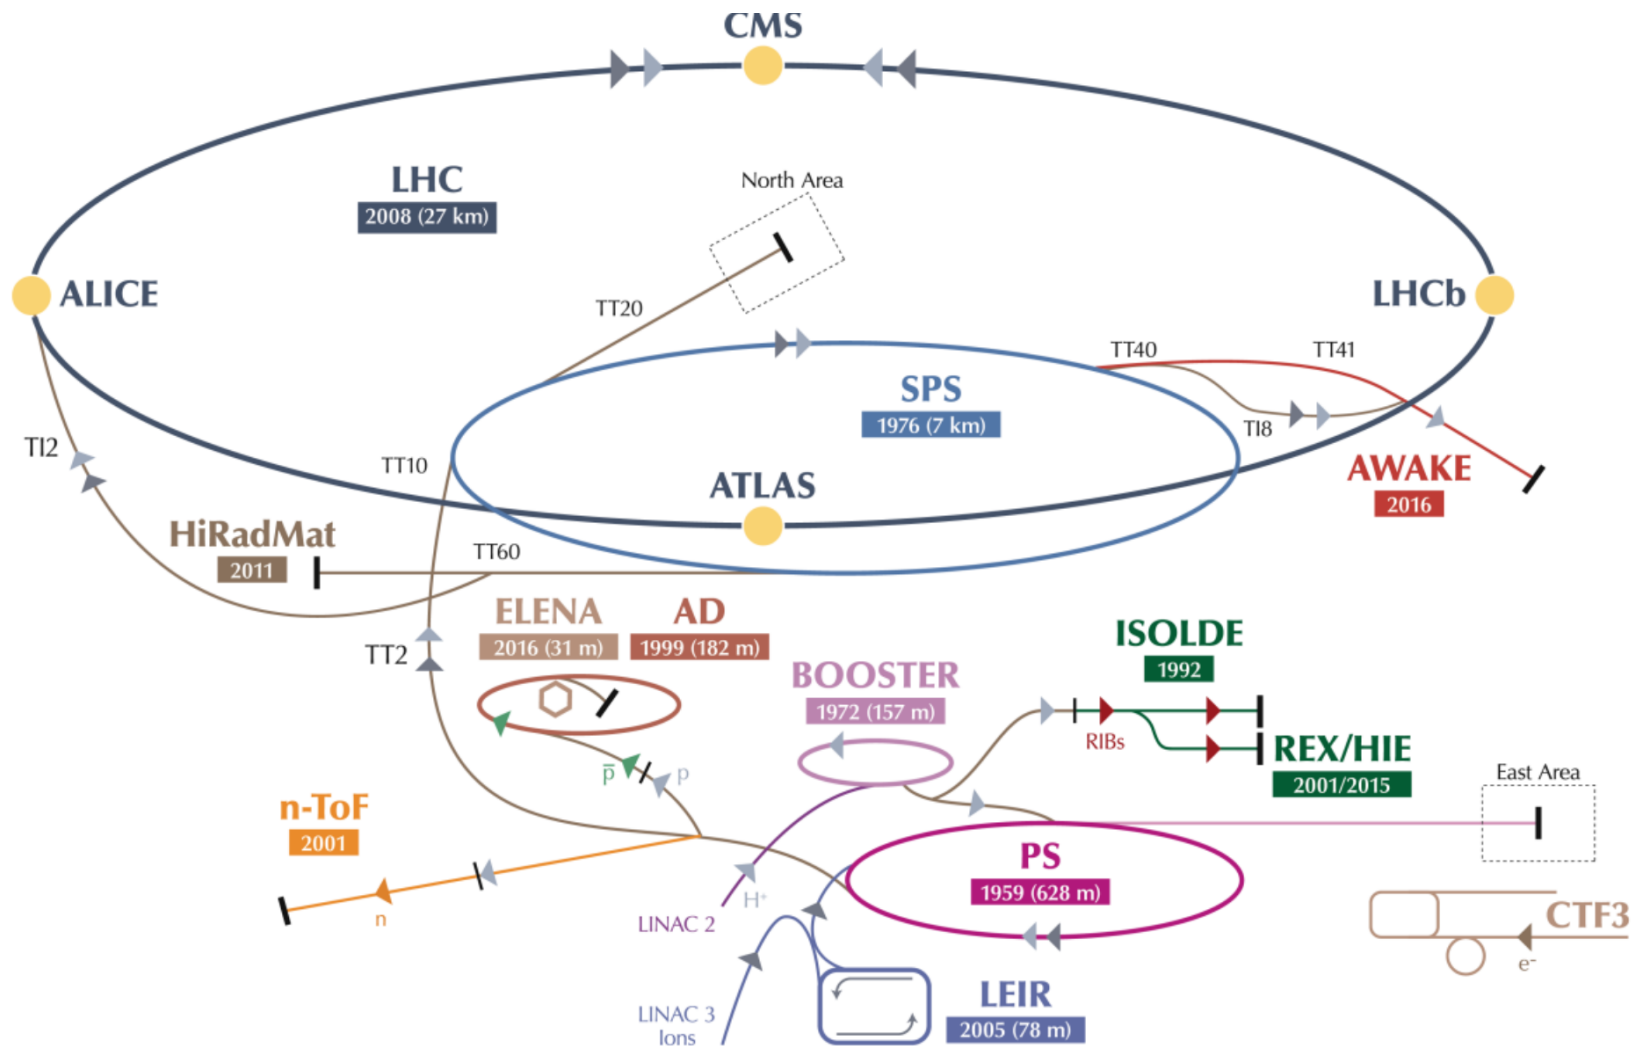 CMS
LHC
2008 (27 km)
North Area
ALICE
LHCb
TT20
TT40
TT41
SPS
1976 (7 km)
TI8
TI2
TT10
ATLAS
AWAKE
2016
HiRadMat
2011
TT60
ELENA
2016 (31 m)
AD
1999 (182 m)
TT2
ISOLDE
1992
BOOSTER
1972 (157 m)
RIBs
REX/HIE
2001/2015
East Area
p̅
p
n-ToF
2001
n
PS
1959 (628 m)
H⁺
LINAC 2
CTF3
e⁻
LEIR
2005 (78 m)
LINAC 3
Ions